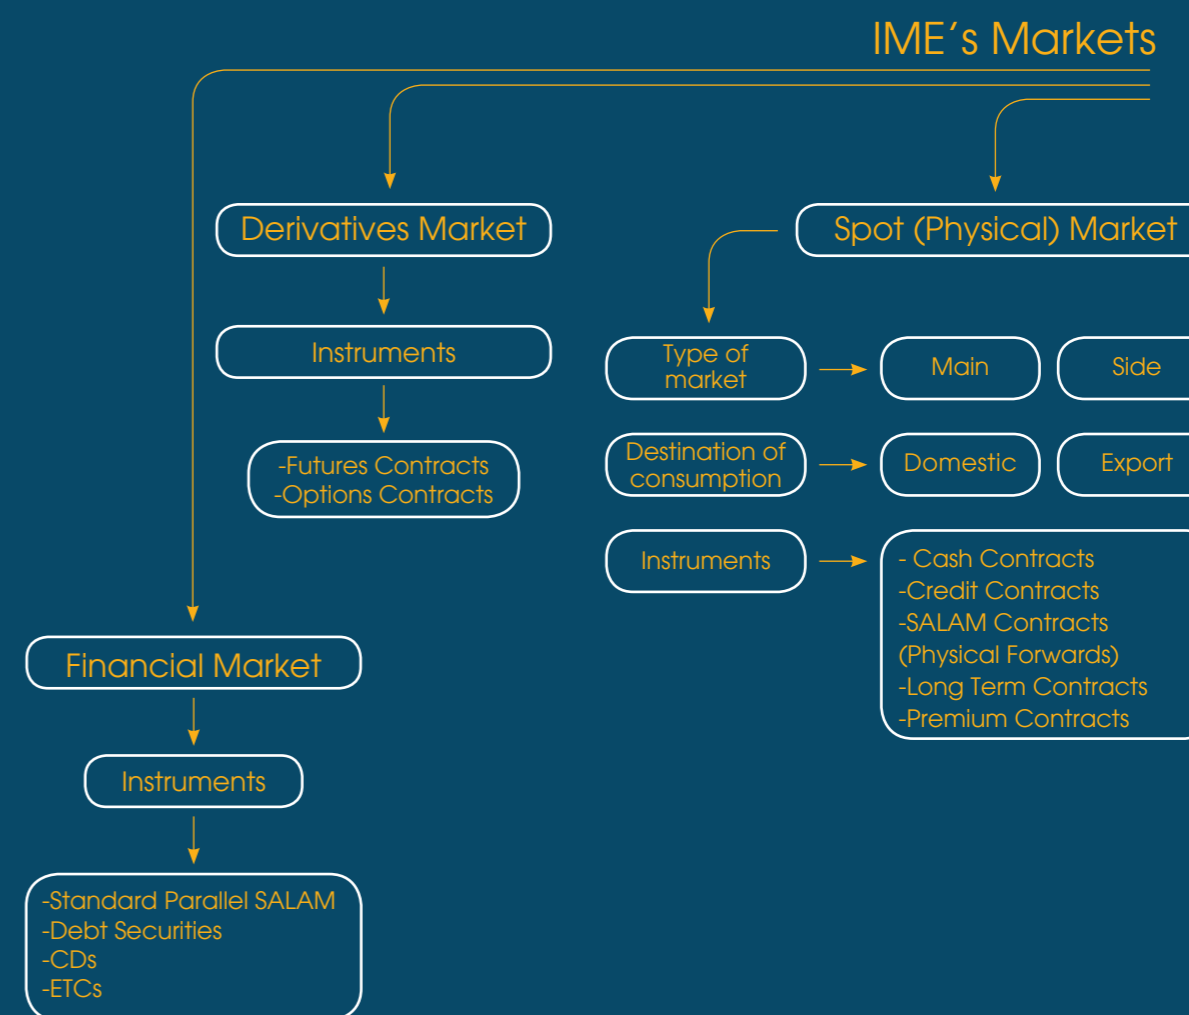 IME‘s Markets
Derivatives Market
Spot (Physical) Market
Instruments
Type of
market
Main
Side
-Futures Contracts
-Options Contracts
Destination of
consumption
Domestic
Export
Instruments
- Cash Contracts
-Credit Contracts
-SALAM Contracts
(Physical Forwards)
-Long Term Contracts
-Premium Contracts
Financial Market
Instruments
-Standard Parallel SALAM
-Debt Securities
-CDs
-ETCs